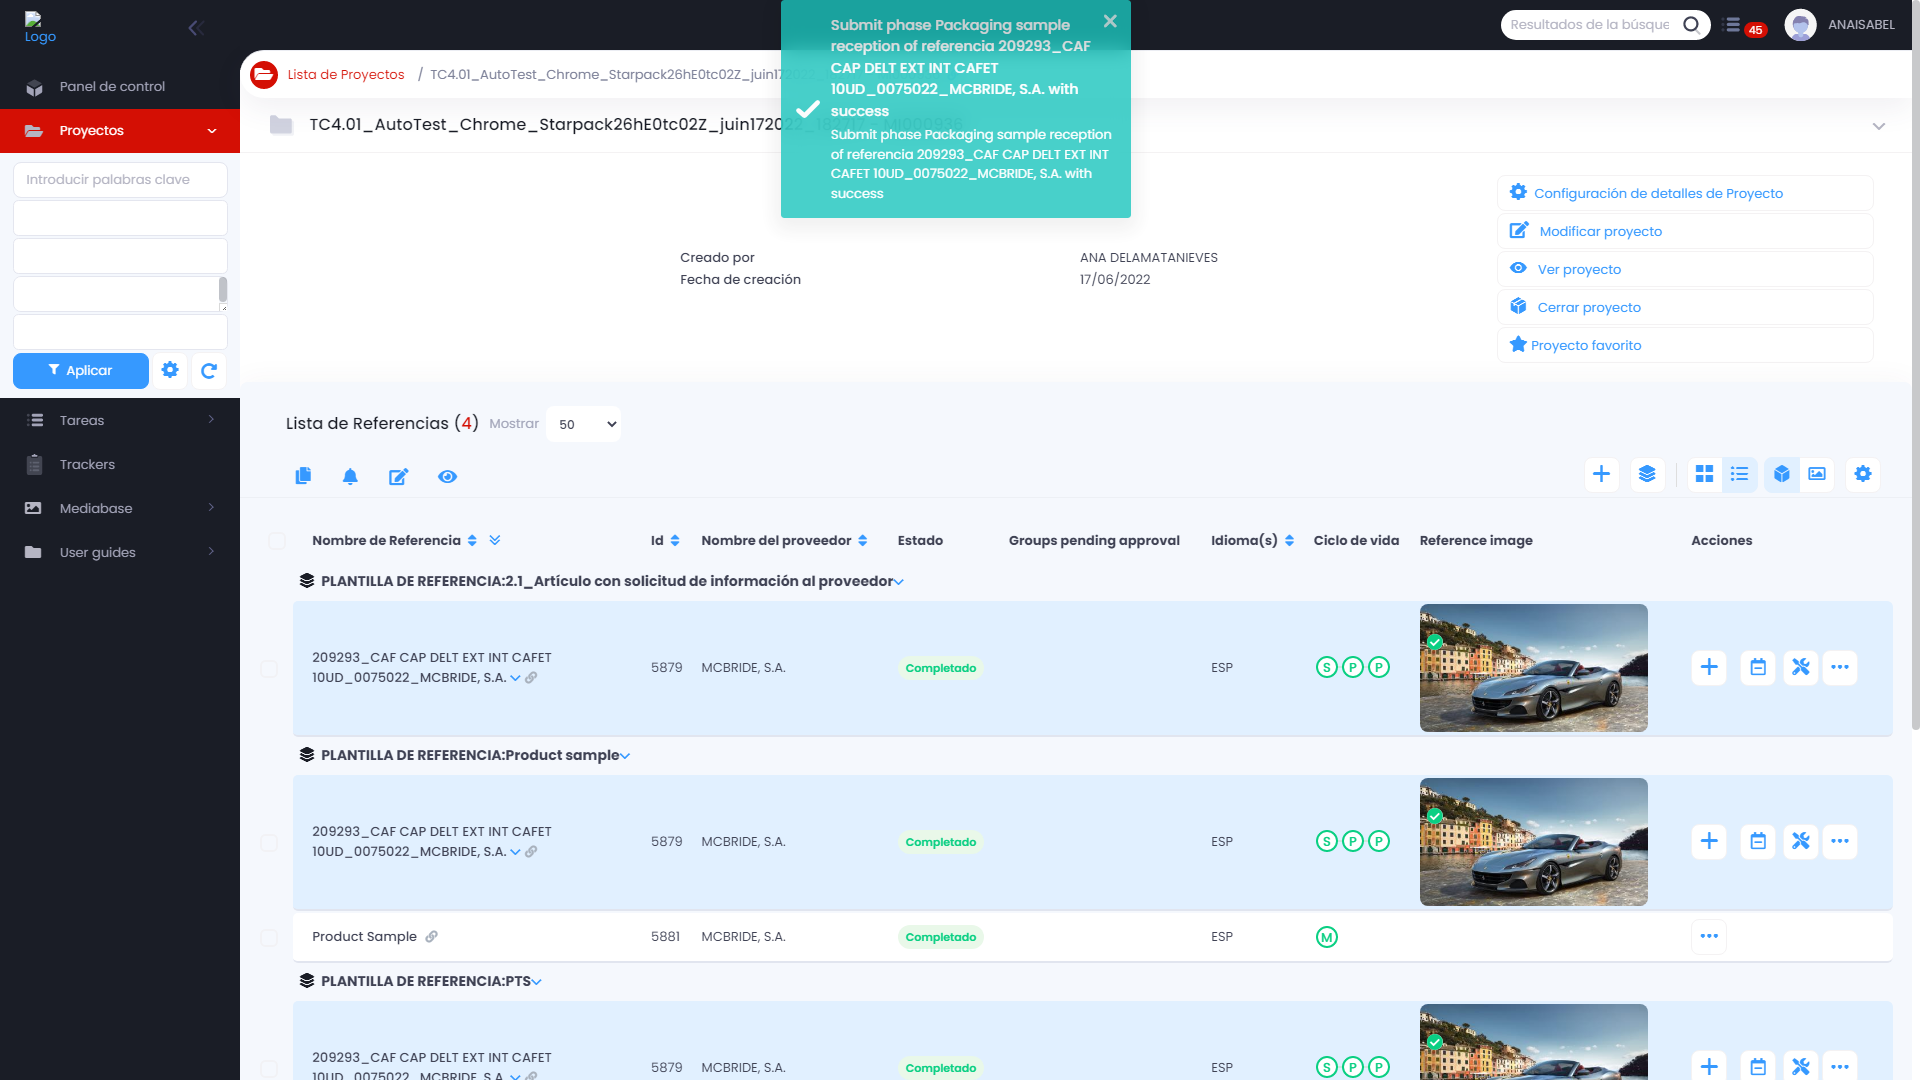 Logo
Resultados de la búsque
45
ANAISABEL
Panel de control
Proyectos
Introducir palabras clave
Aplicar
Tareas
Trackers
Mediabase
User guides
Lista de Proyectos / TC4.01_AutoTest_Chrome_Starpack26hE0tc02Z_juin172022
TC4.01_AutoTest_Chrome_Starpack26hE0tc02Z_juin172022
Submit phase Packaging sample
reception of referencia 209293_CAF
CAP DELT EXT INT CAFET
10UD_0075022_MCBRIDE, S.A. with
success
Submit phase Packaging sample reception
of referencia 209293_CAF CAP DELT EXT INT
CAFET 10UD_0075022_MCBRIDE, S.A. with
success
Creado por ANA DELAMATANIEVES
Fecha de creación 17/06/2022
Configuración de detalles de Proyecto
Modificar proyecto
Ver proyecto
Cerrar proyecto
Proyecto favorito
Lista de Referencias (4) Mostrar 50
Nombre de Referencia Id Nombre del proveedor Estado Groups pending approval Idioma(s) Ciclo de vida Reference image Acciones
PLANTILLA DE REFERENCIA:2.1_Artículo con solicitud de información al proveedor
209293_CAF CAP DELT EXT INT CAFET
10UD_0075022_MCBRIDE, S.A. 5879 MCBRIDE, S.A. Completado ESP S P P
PLANTILLA DE REFERENCIA:Product sample
209293_CAF CAP DELT EXT INT CAFET
10UD_0075022_MCBRIDE, S.A. 5879 MCBRIDE, S.A. Completado ESP S P P
Product Sample 5881 MCBRIDE, S.A. Completado ESP M
PLANTILLA DE REFERENCIA:PTS
209293_CAF CAP DELT EXT INT CAFET
10UD_0075022_MCBRIDE, S.A. 5879 MCBRIDE, S.A. Completado ESP S P P